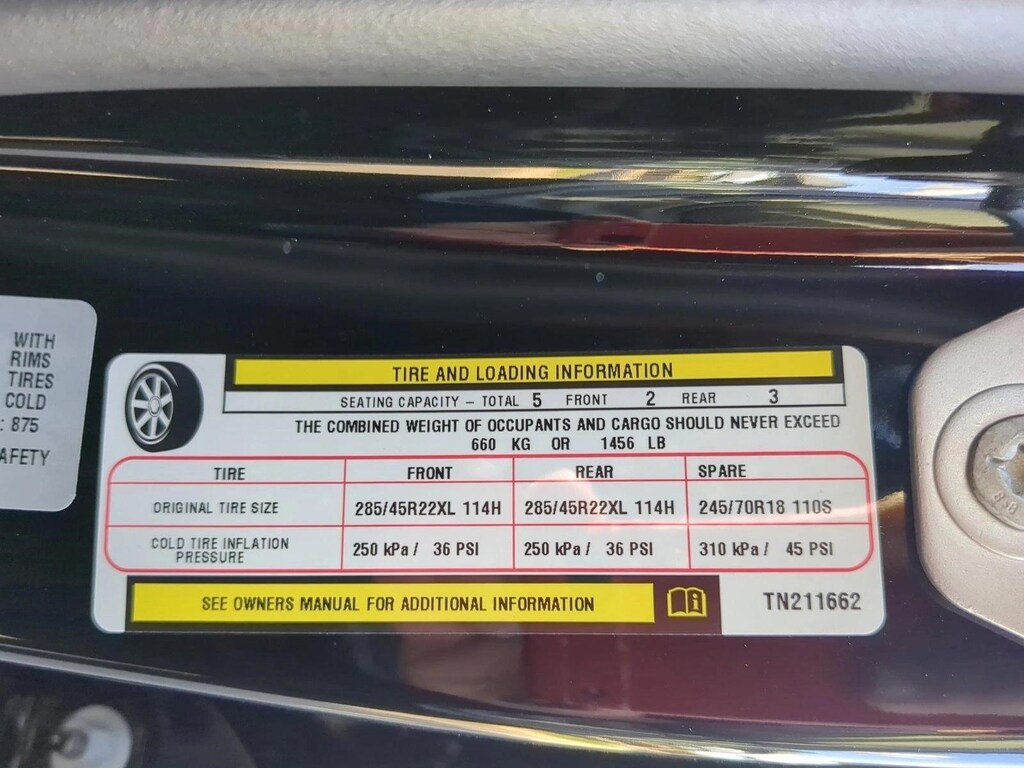 WITH
RIMS
TIRES
COLD
: 875
AFETY
TIRE AND LOADING INFORMATION
SEATING CAPACITY – TOTAL 5 FRONT 2 REAR 3
THE COMBINED WEIGHT OF OCCUPANTS AND CARGO SHOULD NEVER EXCEED
660 KG OR 1456 LB
TIRE FRONT REAR SPARE
ORIGINAL TIRE SIZE 285/45R22XL 114H 285/45R22XL 114H 245/70R18 110S
COLD TIRE INFLATION PRESSURE 250 kPa / 36 PSI 250 kPa / 36 PSI 310 kPa / 45 PSI
SEE OWNERS MANUAL FOR ADDITIONAL INFORMATION
TN211662
8.8